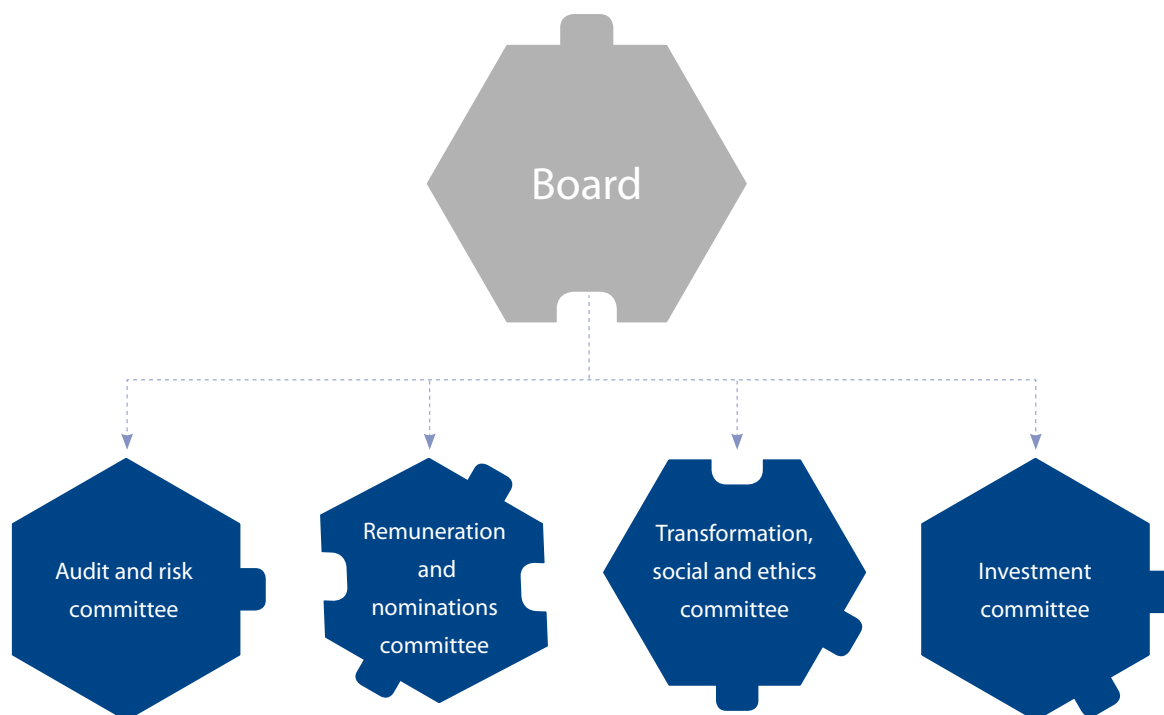 Board
Audit and risk
committee
Remuneration
and
nominations
committee
Transformation,
social and ethics
committee
Investment
committee